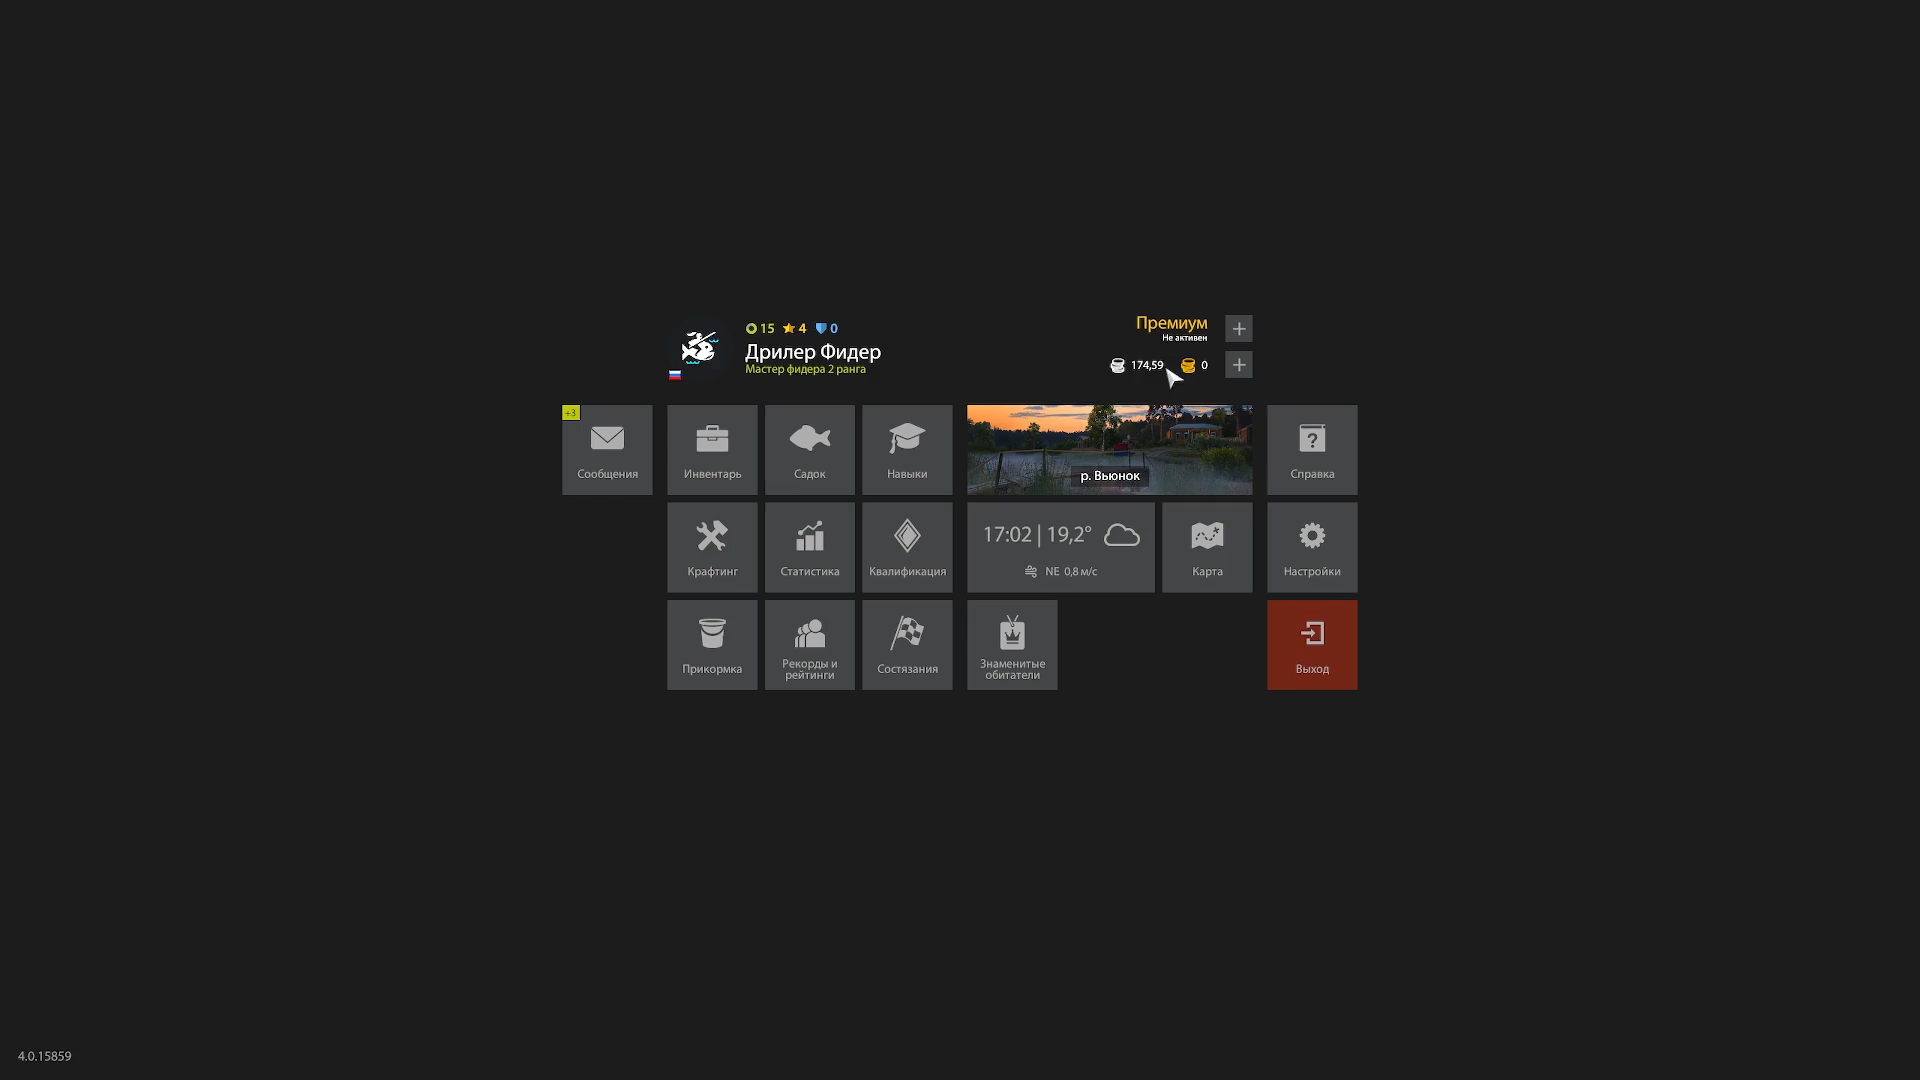 15 4 0
Дрилер Фидер
Мастер фидера 2 ранга
Премиум
Не активен
174,59 0
+3
Сообщения
Инвентарь
Садок
Навыки
р. Вьюнок
Справка
Крафтинг
Статистика
Квалификация
17:02 | 19,2°
NE 0,8 м/с
Карта
Настройки
Прикормка
Рекорды и
рейтинги
Состязания
Знаменитые
обитатели
Выход
4.0.15859